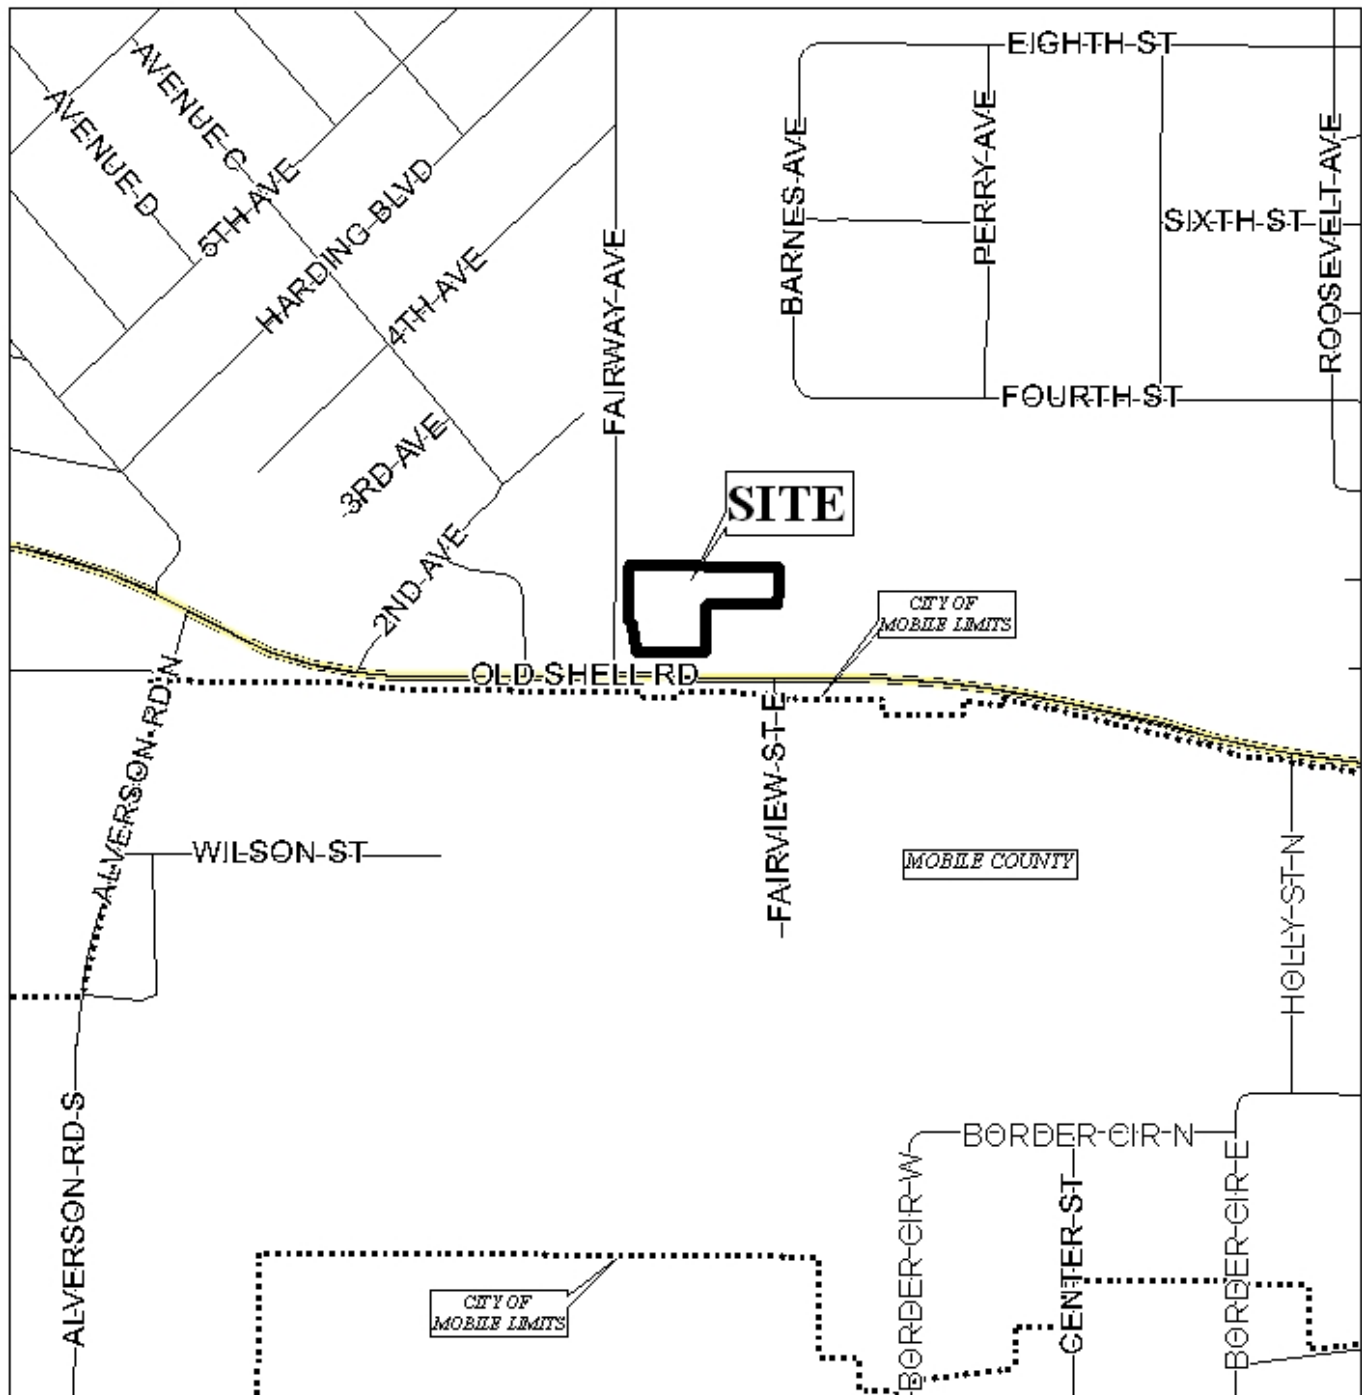 EIGHTH ST
AVENUE C
AVENUE D
5TH AVE
HARDING BLVD
4TH AVE
FAIRWAY AVE
BARNES AVE
PERRY AVE
SIXTH ST
ROOSEVELT AVE
FOURTH ST
3RD AVE
2ND AVE
SITE
CITY OF
MOBILE LIMITS
OLD SHELL RD
ALVERSON RD N
FAIRVIEW ST E
WILSON ST
MOBILE COUNTY
HOLLY ST N
ALVERSON RD S
BORDER CIR N
BORDER CIR W
CENTER ST
BORDER CIR E
CITY OF
MOBILE LIMITS